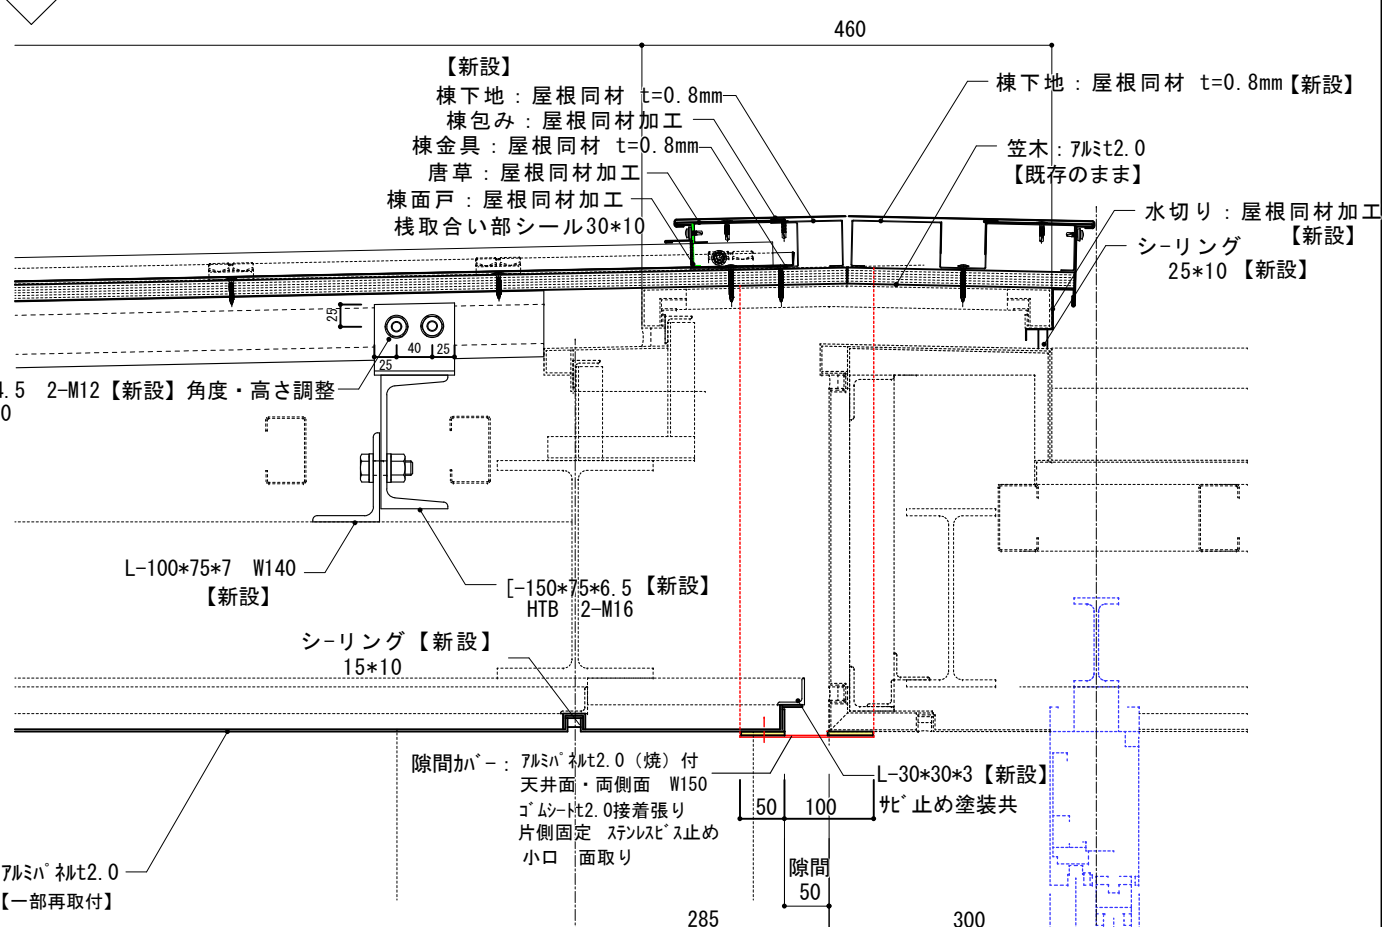 460
【新設】
棟下地：屋根同材 t=0.8mm
棟包み：屋根同材加工
棟金具：屋根同材 t=0.8mm
唐草：屋根同材加工
棟面戸：屋根同材加工
桟取合い部シール30*10
棟下地：屋根同材 t=0.8mm【新設】
笠木：ｱﾙﾐt2.0
【既存のまま】
水切り：屋根同材加工
【新設】
シーリング
25*10【新設】
25
40
25
25
4.5 2-M12【新設】角度・高さ調整
0
L-100*75*7 W140
【新設】
[-150*75*6.5【新設】
HTB 2-M16
シーリング【新設】
15*10
隙間ｶﾊﾞｰ：ｱﾙﾐﾊﾟﾈﾙt2.0（焼）付
天井面・両側面 W150
ｺﾞﾑｼｰﾄt2.0接着張り
片側固定 ｽﾃﾝﾚｽﾋﾞｽ止め
小口 面取り
L-30*30*3【新設】
ｻﾋﾞ止め塗装共
50
100
隙間
50
ｱﾙﾐﾊﾟﾈﾙt2.0
【一部再取付】
285
300